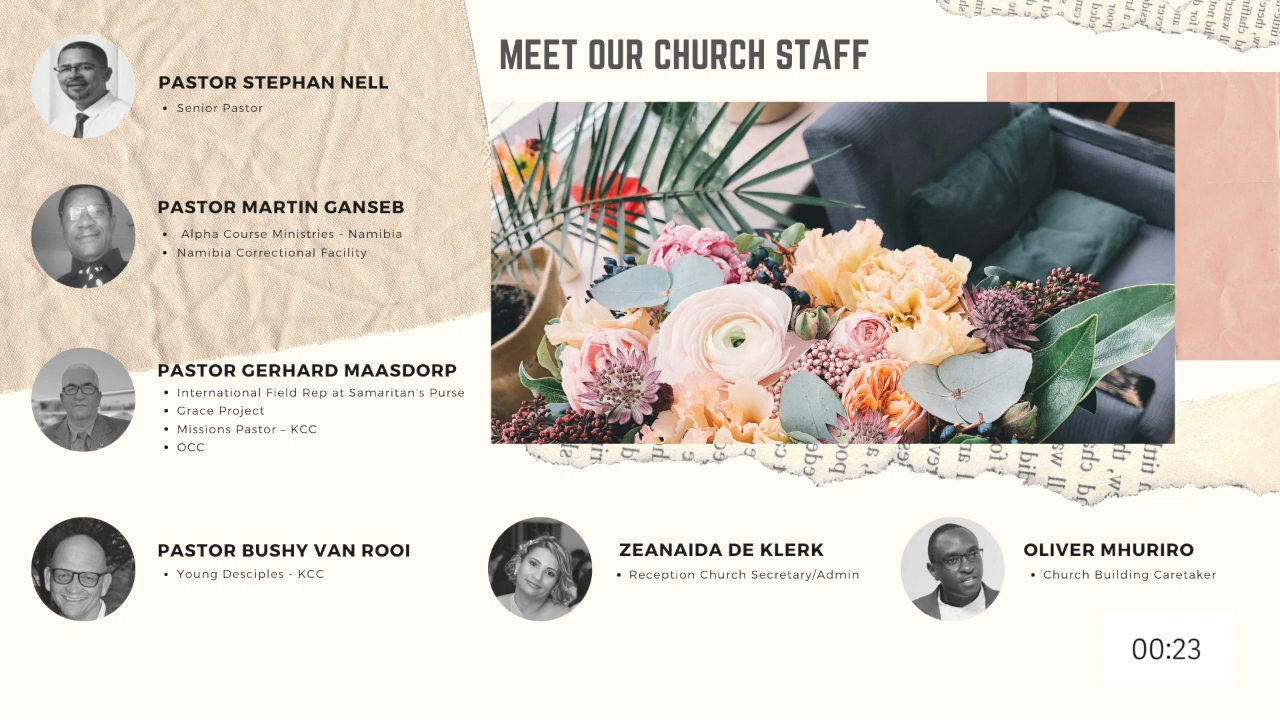 MEET OUR CHURCH STAFF
PASTOR STEPHAN NELL
• Senior Pastor
PASTOR MARTIN GANSEB
• Alpha Course Ministries - Namibia
• Namibia Correctional Facility
PASTOR GERHARD MAASDORP
• International Field Rep at Samaritan's Purse
• Grace Project
• Missions Pastor – KCC
• OCC
PASTOR BUSHY VAN ROOI
• Young Desciples - KCC
ZEANAIDA DE KLERK
• Reception Church Secretary/Admin
OLIVER MHURIRO
• Church Building Caretaker
00:23